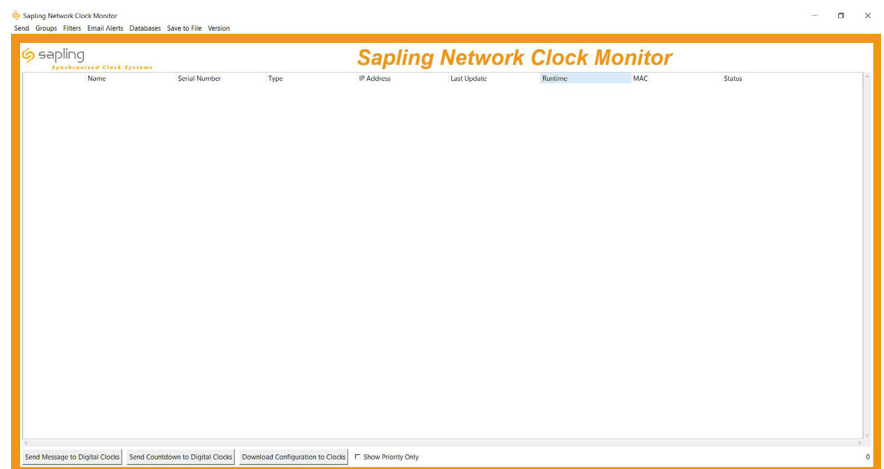 Sapling Network Clock Monitor
Send Groups Filters Email Alerts Databases Save to File Version
sapling
Synchronized Clock Systems
Sapling Network Clock Monitor
Name Serial Number Type IP Address Last Update Runtime MAC Status
Send Message to Digital Clocks Send Countdown to Digital Clocks Download Configuration to Clocks Show Priority Only 0